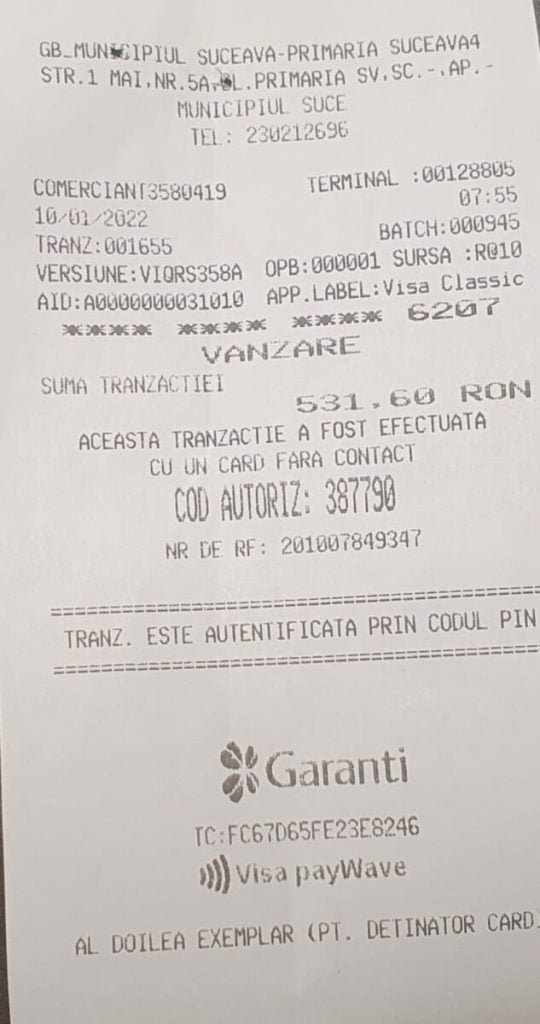 GB_MUNICIPIUL SUCEAVA-PRIMARIA SUCEAVA4
STR.1 MAI,NR.5A,BL.PRIMARIA SV,SC.-,AP.-
MUNICIPIUL SUCE
TEL: 230212696
COMERCIANT3580419 TERMINAL :00128805
10/01/2022 07:55
TRANZ:001655 BATCH:000945
VERSIUNE:VIQRS358A OPB:000001 SURSA :R@10
AID:A0000000031010 APP.LABEL:Visa Classic
**** **** **** 6207
VANZARE
SUMA TRANZACTIEI
531,60 RON
ACEASTA TRANZACTIE A FOST EFECTUATA
CU UN CARD FARA CONTACT
COD AUTORIZ: 387790
NR DE RF: 201007849347
TRANZ. ESTE AUTENTIFICATA PRIN CODUL PIN
Garanti
TC:FC67D65FE23E8246
Visa payWave
AL DOILEA EXEMPLAR (PT. DETINATOR CARD)